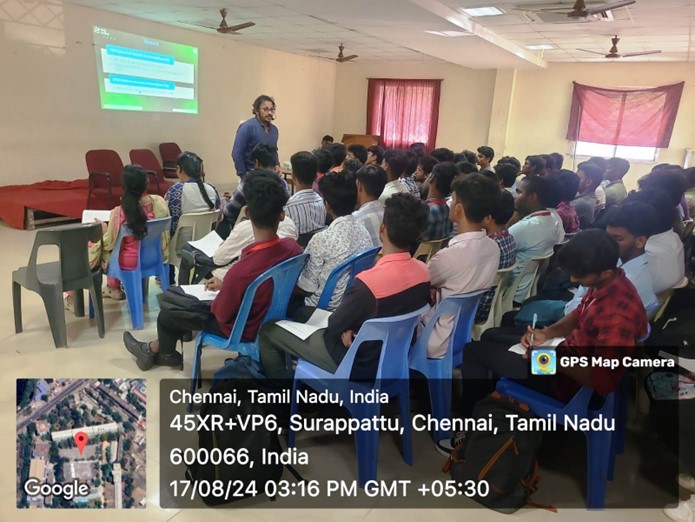 GPS Map Camera
Chennai, Tamil Nadu, India
45XR+VP6, Surappattu, Chennai, Tamil Nadu
600066, India
17/08/24 03:16 PM GMT +05:30
Google